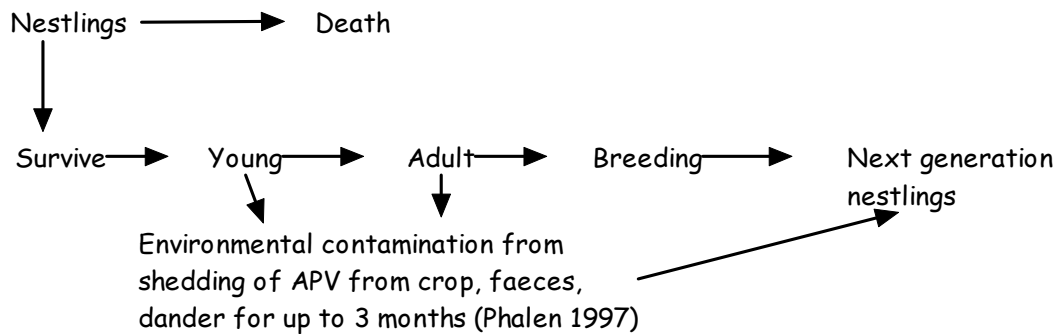 Nestlings Death
Survive Young Adult Breeding Next generation
nestlings
Environmental contamination from
shedding of APV from crop, faeces,
dander for up to 3 months (Phalen 1997)